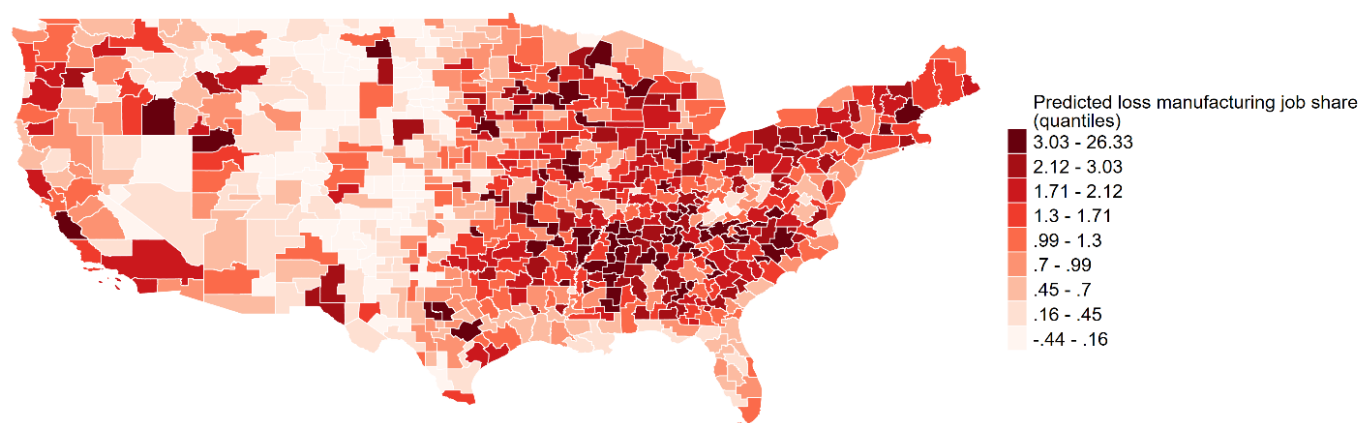 Predicted loss manufacturing job share
(quantiles)
3.03 - 26.33
2.12 - 3.03
1.71 - 2.12
1.3 - 1.71
.99 - 1.3
.7 - .99
.45 - .7
.16 - .45
-.44 - .16